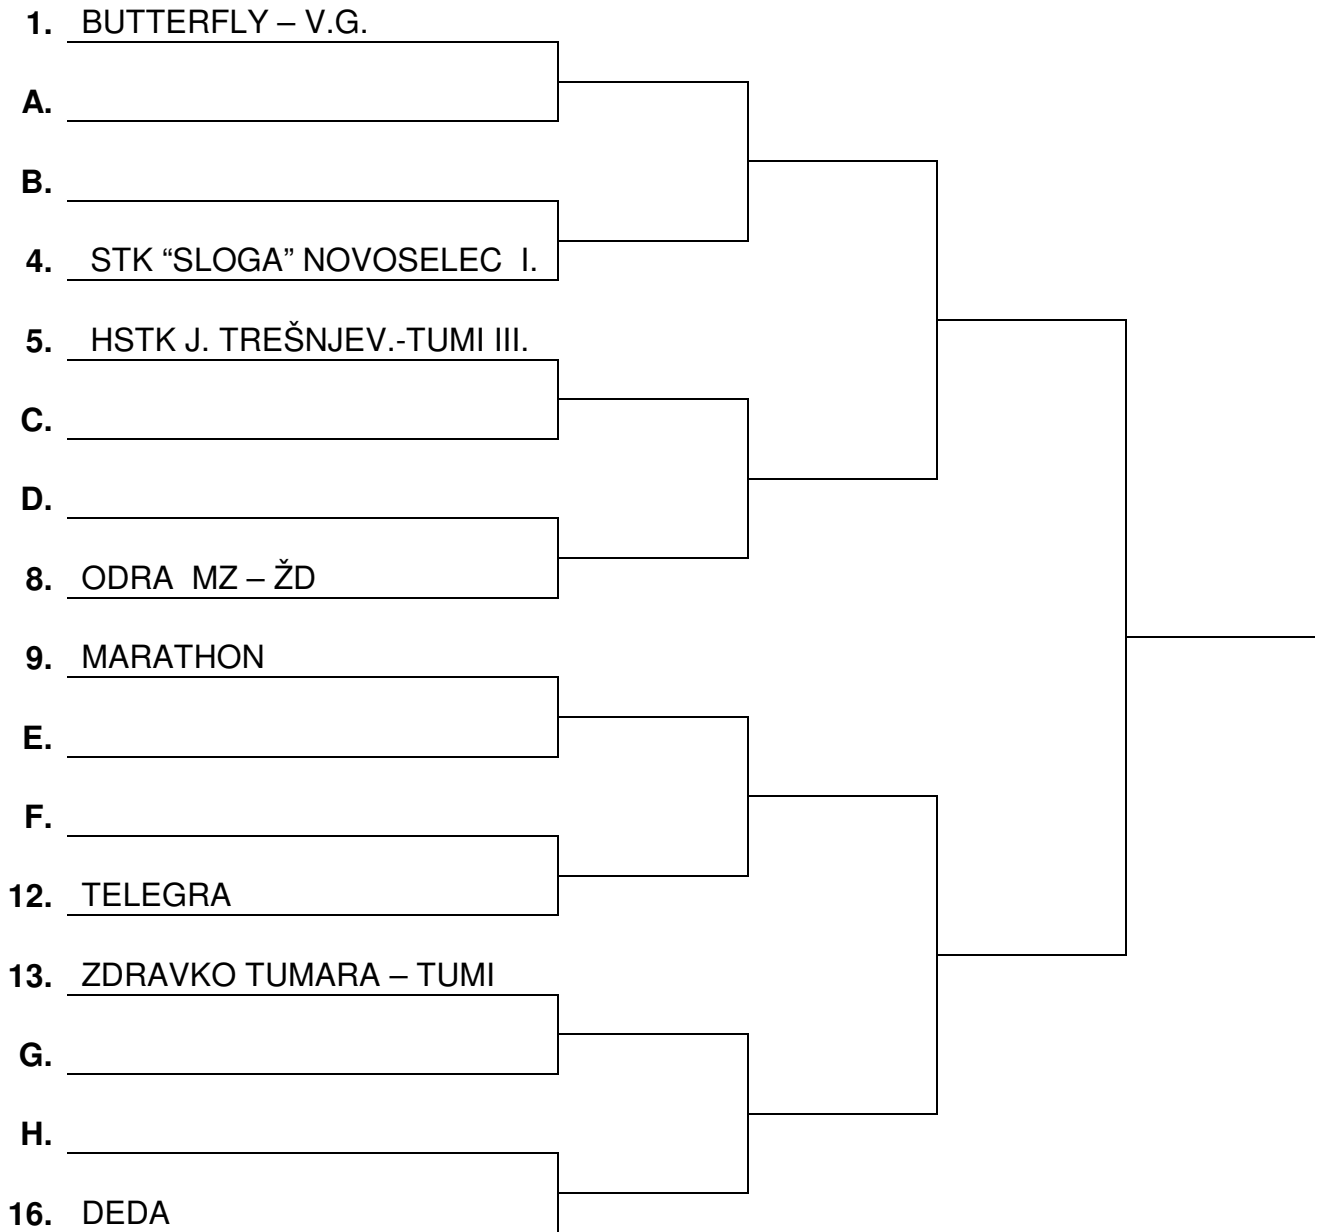 1. BUTTERFLY – V.G.
A.
B.
4. STK “SLOGA” NOVOSELEC I.
5. HSTK J. TREŠNJEV.-TUMI III.
C.
D.
8. ODRA MZ – ŽD
9. MARATHON
E.
F.
12. TELEGRA
13. ZDRAVKO TUMARA – TUMI
G.
H.
16. DEDA